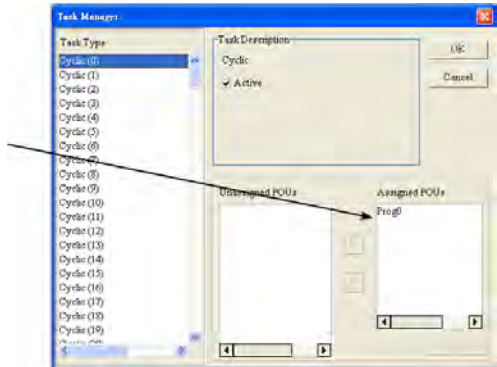 Task Manager
Task Type
Cyclic (0)
Cyclic (1)
Cyclic (2)
Cyclic (3)
Cyclic (4)
Cyclic (5)
Cyclic (6)
Cyclic (7)
Cyclic (8)
Cyclic (9)
Cyclic (10)
Cyclic (11)
Cyclic (12)
Cyclic (13)
Cyclic (14)
Cyclic (15)
Cyclic (16)
Cyclic (17)
Cyclic (18)
Cyclic (19)
Task Description
Cyclic
Active
OK
Cancel
Unassigned POUs
Assigned POUs
Prog0